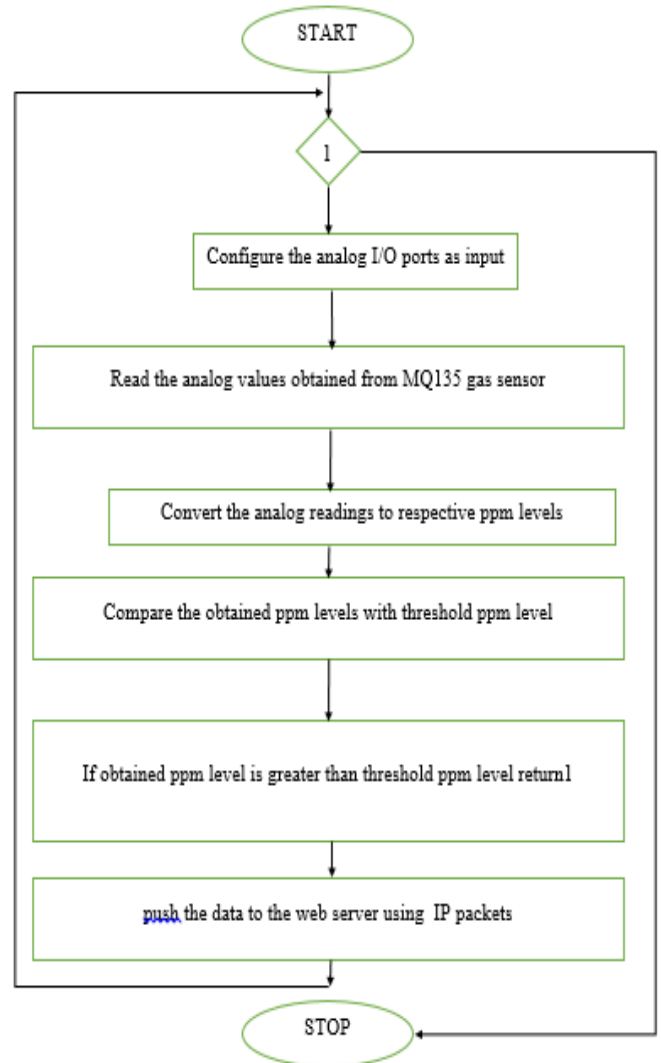 START
1
Configure the analog I/O ports as input
Read the analog values obtained from MQ135 gas sensor
Convert the analog readings to respective ppm levels
Compare the obtained ppm levels with threshold ppm level
If obtained ppm level is greater than threshold ppm level return1
push the data to the web server using IP packets
STOP